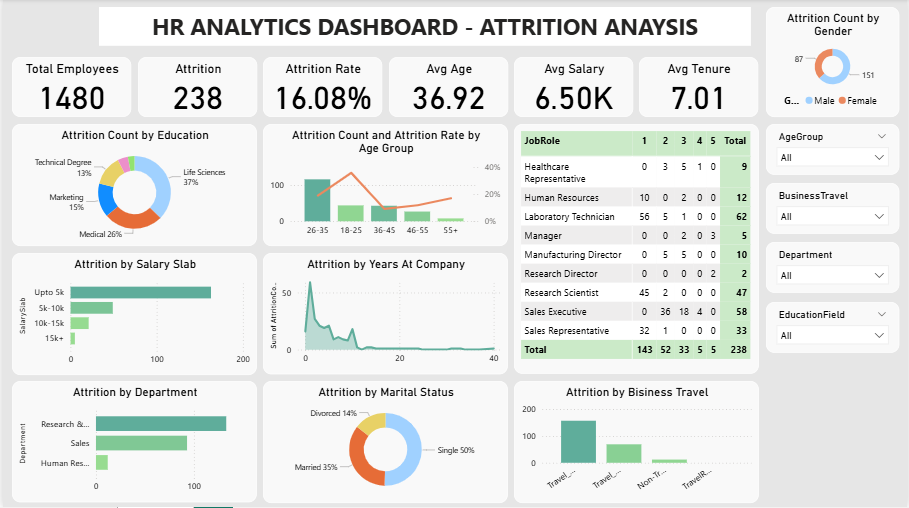 HR ANALYTICS DASHBOARD - ATTRITION ANAYSIS
Total Employees
1480
Attrition
238
Attrition Rate
16.08%
Avg Age
36.92
Avg Salary
6.50K
Avg Tenure
7.01
Attrition Count by
Gender
87
151
G... Male Female
Attrition Count by Education
Technical Degree
13%
Life Sciences
37%
Marketing
15%
Medical 26%
Attrition Count and Attrition Rate by
Age Group
100
0
40%
20%
0%
26-35 18-25 36-45 46-55 55+
JobRole 1 2 3 4 5 Total
Healthcare
Representative 0 3 5 1 0 9
Human Resources 10 0 2 0 0 12
Laboratory Technician 56 5 1 0 0 62
Manager 0 0 2 0 3 5
Manufacturing Director 0 5 5 0 0 10
Research Director 0 0 0 0 2 2
Research Scientist 45 2 0 0 0 47
Sales Executive 0 36 18 4 0 58
Sales Representative 32 1 0 0 0 33
Total 143 52 33 5 5 238
AgeGroup
All
BusinessTravel
All
Department
All
EducationField
All
Attrition by Salary Slab
SalarySlab
Upto 5k
5k-10k
10k-15k
15k+
0 100 200
Attrition by Years At Company
Sum of AttritionCo...
50
0
0 20 40
Attrition by Department
Department
Research &...
Sales
Human Res...
0 100
Attrition by Marital Status
Divorced 14%
Single 50%
Married 35%
Attrition by Business Travel
200
100
0
Travel_... Travel_... Non-Tr... TravelR...